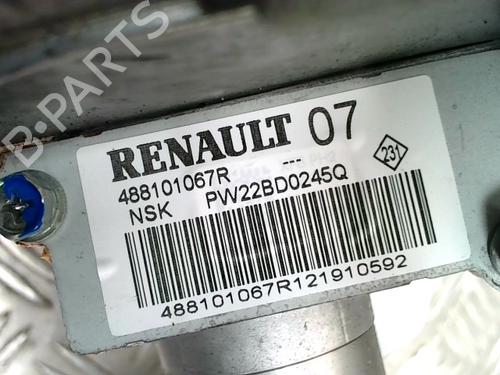 RENAULT 07
488101067R --- 231
NSK PW22BD0245Q
488101067R121910592
B-PARTS